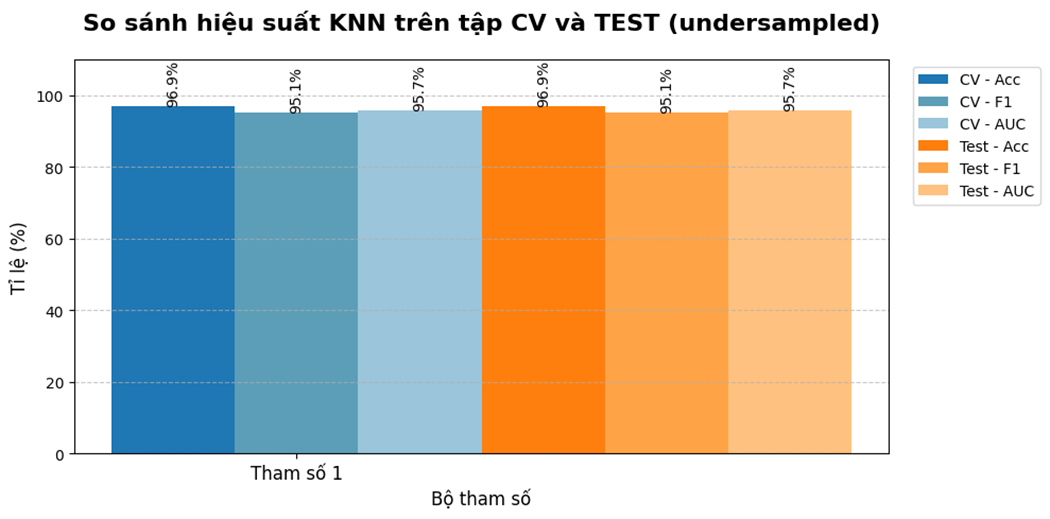 So sánh hiệu suất KNN trên tập CV và TEST (undersampled)
96.9%
95.1%
95.7%
96.9%
95.1%
95.7%
CV - Acc
CV - F1
CV - AUC
Test - Acc
Test - F1
Test - AUC
Tỉ lệ (%)
100
80
60
40
20
0
Tham số 1
Bộ tham số